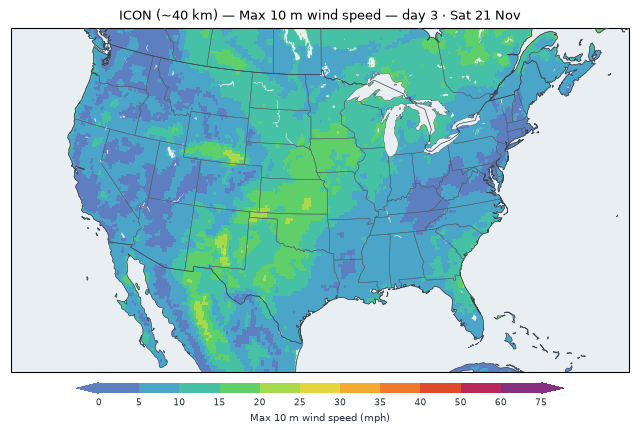 ICON (~40 km) — Max 10 m wind speed — day 3 · Sat 21 Nov
0 5 10 15 20 25 30 35 40 50 60 75
Max 10 m wind speed (mph)